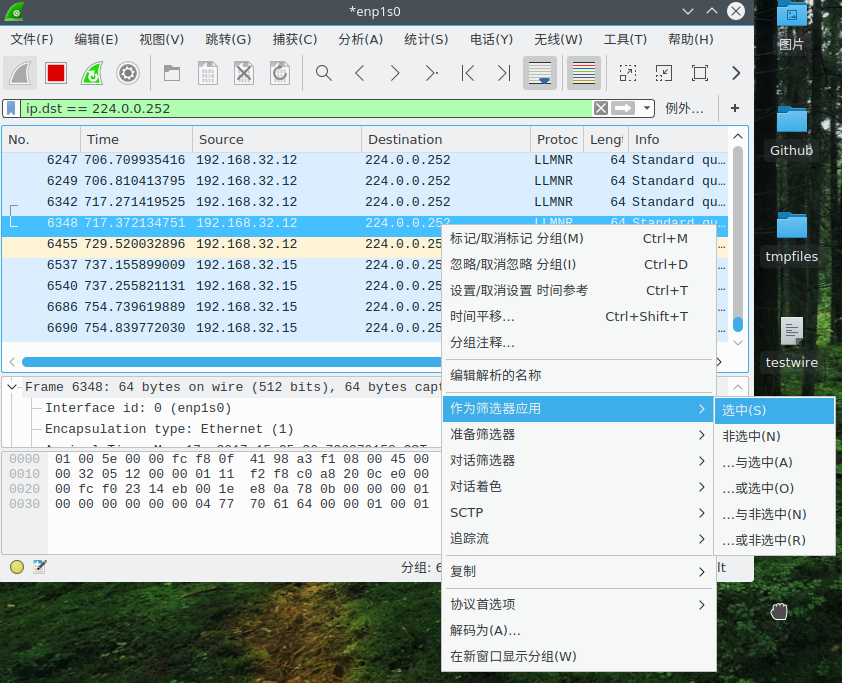 *enp1s0
文件(F) 编辑(E) 视图(V) 跳转(G) 捕获(C) 分析(A) 统计(S) 电话(Y) 无线(W) 工具(T) 帮助(H)
ip.dst == 224.0.0.252 例外… +
No. Time Source Destination Protoc Lengt Info
6247 706.709935416 192.168.32.12 224.0.0.252 LLMNR 64 Standard qu…
6249 706.810413795 192.168.32.12 224.0.0.252 LLMNR 64 Standard qu…
6342 717.271419525 192.168.32.12 224.0.0.252 LLMNR 64 Standard qu…
6348 717.372134751 192.168.32.12 224.0.0.252 LLMNR 64 Standard qu…
6455 729.520032896 192.168.32.12 224.0.0.25
6537 737.155899009 192.168.32.15 224.0.0.25
6540 737.255821131 192.168.32.15 224.0.0.25
6686 754.739619889 192.168.32.15 224.0.0.25
6690 754.839772030 192.168.32.15 224.0.0.25
Frame 6348: 64 bytes on wire (512 bits), 64 bytes capt
Interface id: 0 (enp1s0)
Encapsulation type: Ethernet (1)
0000 01 00 5e 00 00 fc f8 0f 41 98 a3 f1 08 00 45 00
0010 00 32 05 12 00 00 01 11 f2 f8 c0 a8 20 0c e0 00
0020 00 fc f0 23 14 eb 00 1e e8 0a 78 0b 00 00 00 01
0030 00 00 00 00 00 00 04 77 70 61 64 00 00 01 00 01
分组: 6
lt
标记/取消标记 分组(M) Ctrl+M
忽略/取消忽略 分组(I) Ctrl+D
设置/取消设置 时间参考 Ctrl+T
时间平移… Ctrl+Shift+T
分组注释…
编辑解析的名称
作为筛选器应用
准备筛选器
对话筛选器
对话着色
SCTP
追踪流
复制
协议首选项
解码为(A)…
在新窗口显示分组(W)
选中(S)
非选中(N)
…与选中(A)
…或选中(O)
…与非选中(N)
…或非选中(R)
图片
Github
tmpfiles
testwire